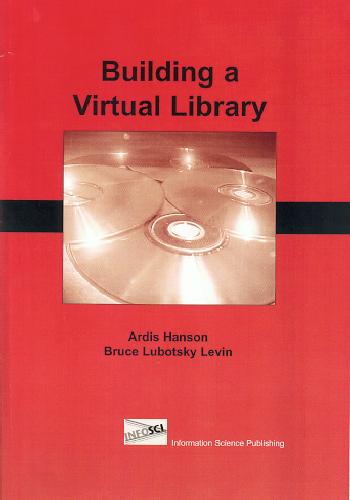 Building a
Virtual Library
Ardis Hanson
Bruce Lubotsky Levin
INFOSCI
Information Science Publishing